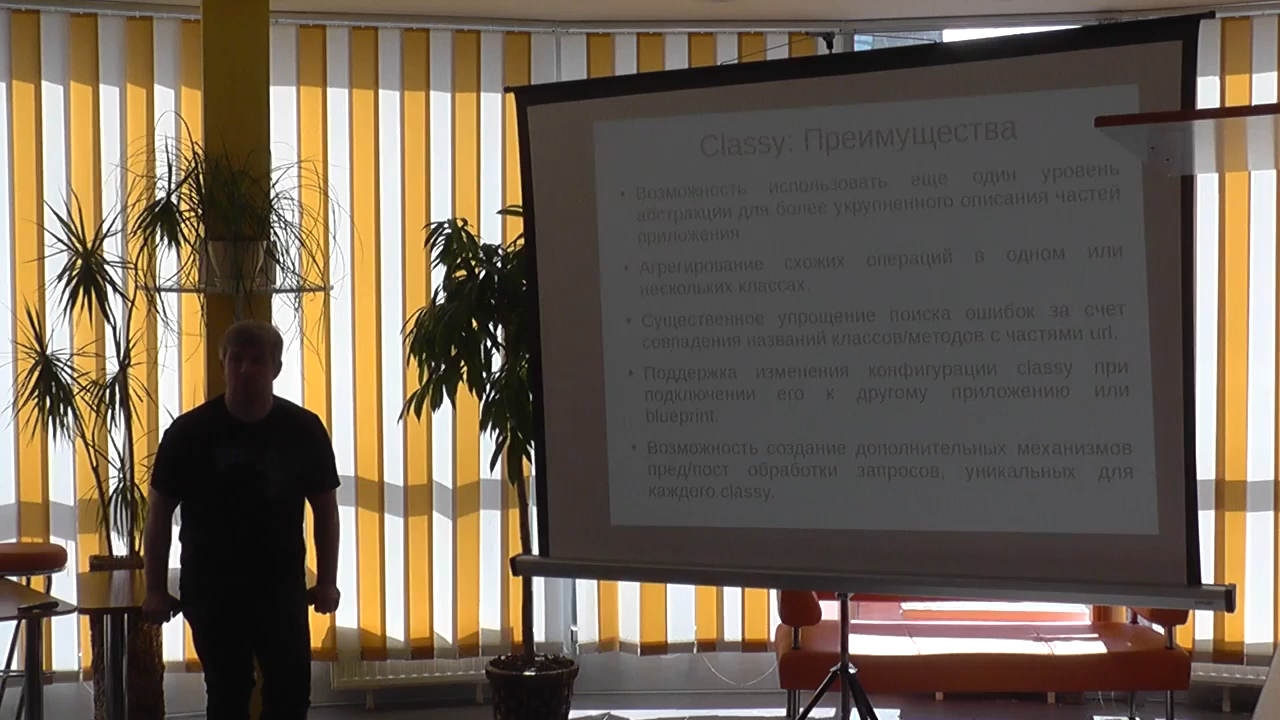 Classy: Преимущества
• Возможность использовать еще один уровень
абстракции для более укрупненного описания частей
приложения
• Агрегирование схожих операций в одном или
нескольких классах.
• Существенное упрощение поиска ошибок за счет
совпадения названий классов/методов с частями url.
• Поддержка изменения конфигурации classy при
подключении его к другому приложению или
blueprint.
• Возможность создание дополнительных механизмов
пред/пост обработки запросов, уникальных для
каждого classy.